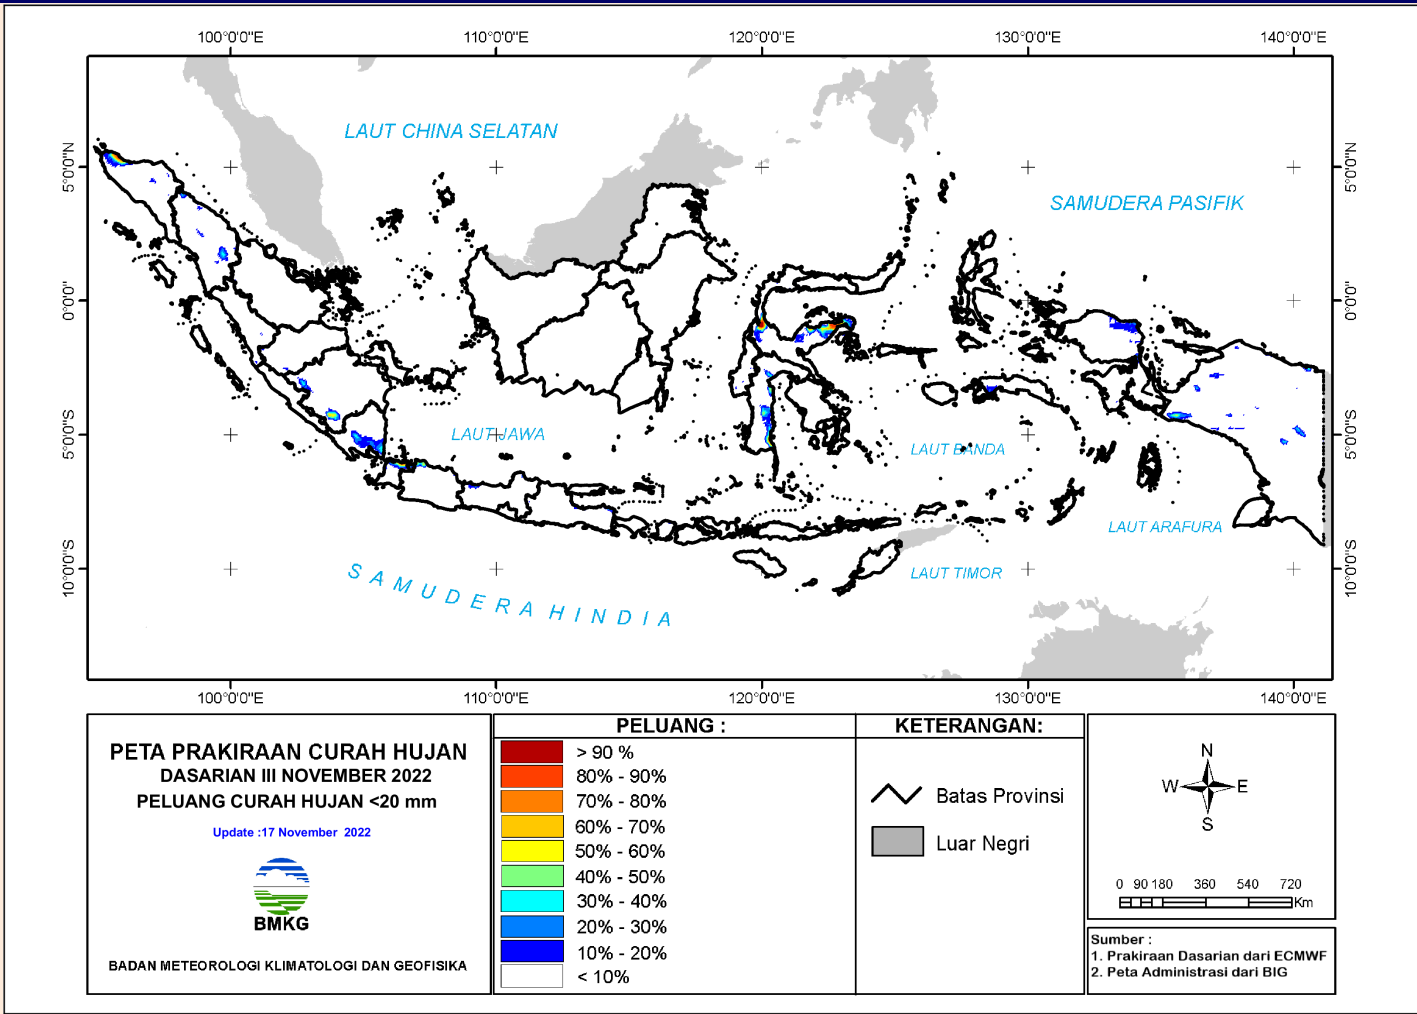 100°0'0"E 110°0'0"E 120°0'0"E 130°0'0"E 140°0'0"E
LAUT CHINA SELATAN
5°0'0"N 5°0'0"N
SAMUDERA PASIFIK
0°0'0" 0°0'0"
LAUT JAWA
5°0'0"S 5°0'0"S
LAUT BANDA
LAUT ARAFURA
10°0'0"S 10°0'0"S
LAUT TIMOR
SAMUDERA HINDIA
100°0'0"E 110°0'0"E 120°0'0"E 130°0'0"E 140°0'0"E
PETA PRAKIRAAN CURAH HUJAN
DASARIAN III NOVEMBER 2022
PELUANG CURAH HUJAN <20 mm
Update :17 November 2022
BMKG
BADAN METEOROLOGI KLIMATOLOGI DAN GEOFISIKA
PELUANG :
> 90 %
80% - 90%
70% - 80%
60% - 70%
50% - 60%
40% - 50%
30% - 40%
20% - 30%
10% - 20%
< 10%
KETERANGAN:
Batas Provinsi
Luar Negri
N
W E
S
0 90 180 360 540 720
Km
Sumber :
1. Prakiraan Dasarian dari ECMWF
2. Peta Administrasi dari BIG